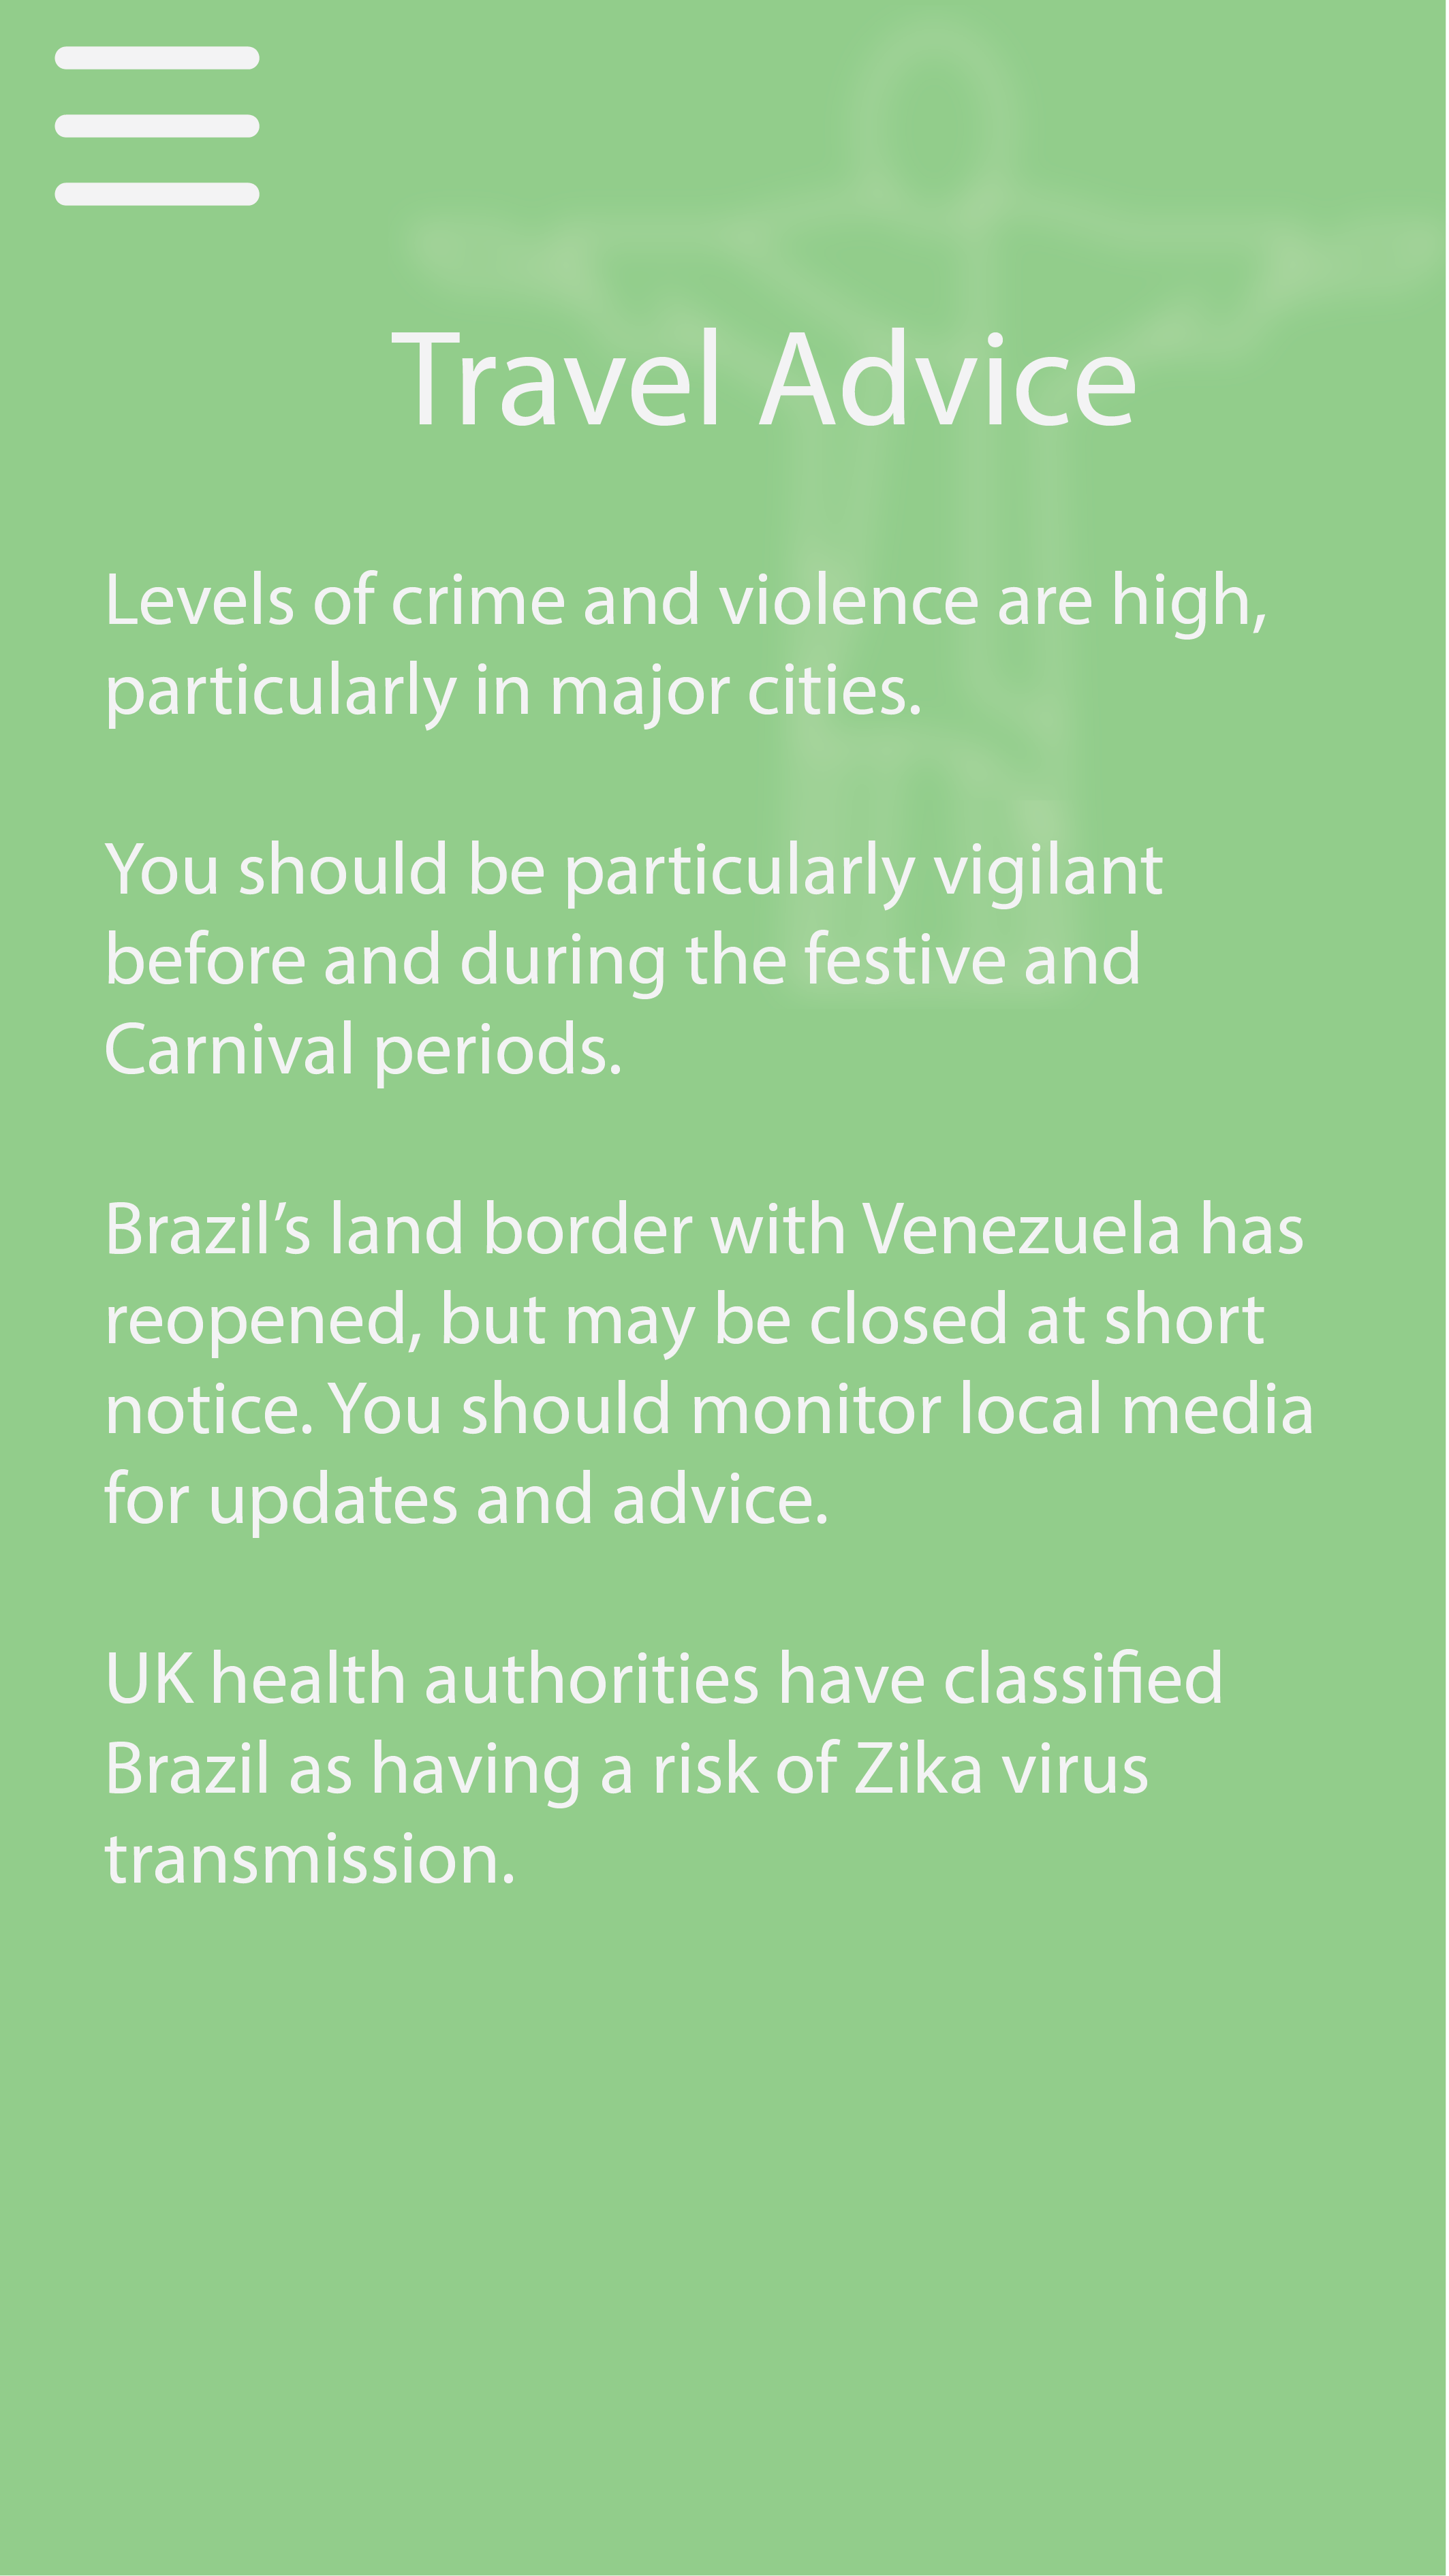 Travel Advice
Levels of crime and violence are high,
particularly in major cities.
You should be particularly vigilant
before and during the festive and
Carnival periods.
Brazil’s land border with Venezuela has
reopened, but may be closed at short
notice. You should monitor local media
for updates and advice.
UK health authorities have classified
Brazil as having a risk of Zika virus
transmission.